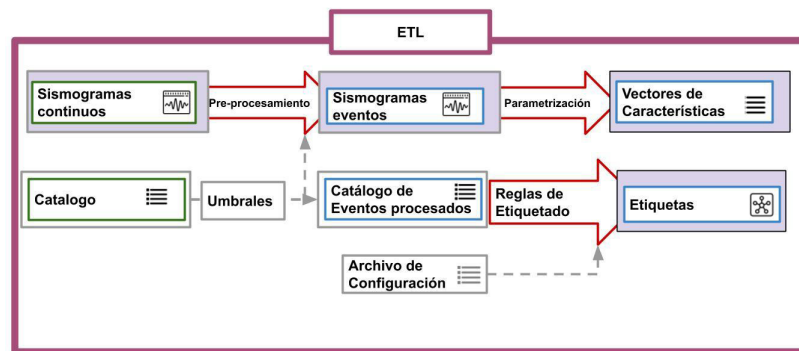 ETL
Sismogramas
continuos
Pre-procesamiento
Sismogramas
eventos
Parametrización
Vectores de
Característicás
Catalogo
Umbrales
Catálogo de
Eventos procesados
Reglas de
Etiquetado
Etiquetas
Archivo de
Configuración